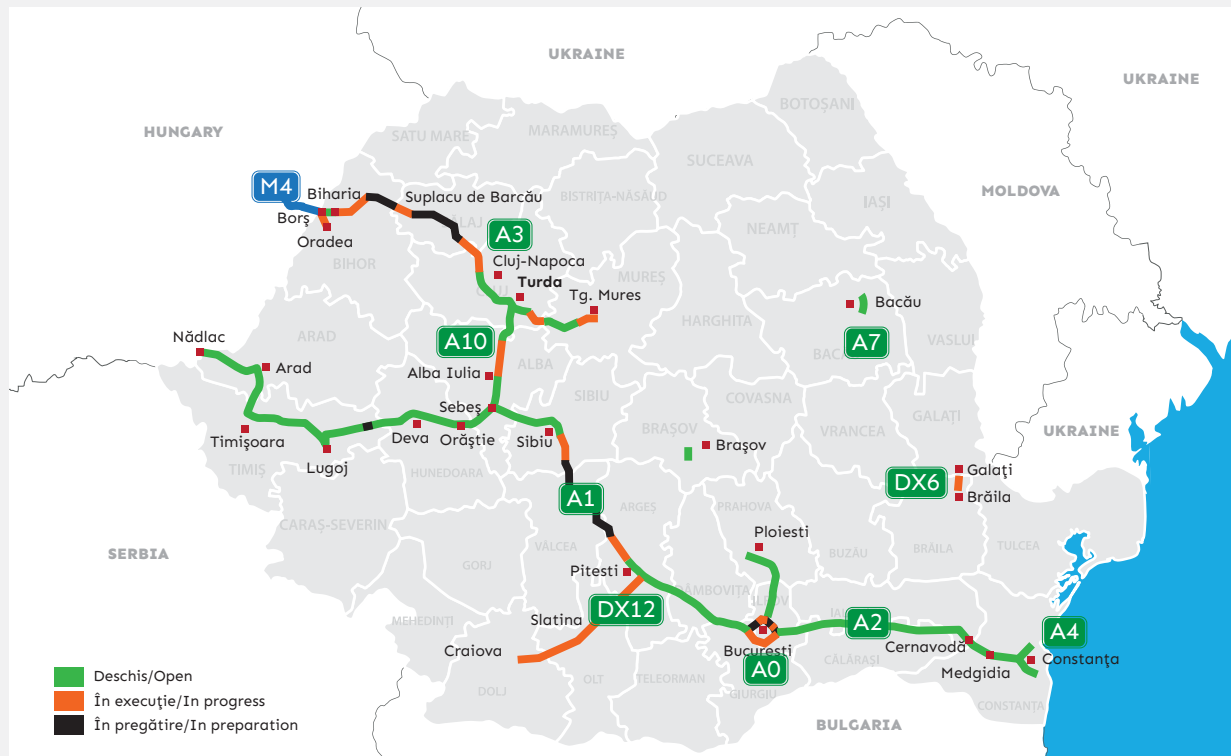 UKRAINE
UKRAINE
HUNGARY
BOTOȘANI
SATU MARE
MARAMUREȘ
SUCEAVA
M4
Biharia
Suplacu de Barcău
BISTRIȚA-NĂSĂUD
MOLDOVA
IAȘI
Borș
Oradea
A3
NEAMȚ
BIHOR
Cluj-Napoca
Turda
MUREȘ
Tg. Mures
Bacău
HARGHITA
Nădlac
ARAD
A10
A7
VASLUI
Arad
Alba Iulia
ALBA
SIBIU
COVASNA
Sebeș
GALAȚI
Timișoara
Deva
Orăștie
Sibiu
BRAȘOV
Brașov
VRANCEA
UKRAINE
Lugoj
TIMIȘ
HUNEDOARA
Galați
DX6
Brăila
A1
ARGEȘ
PRAHOVA
CARAȘ-SEVERIN
Ploiesti
SERBIA
VÂLCEA
BUZĂU
BRĂILA
TULCEA
GORJ
Pitesti
DÂMBOVIȚA
MEHEDINȚI
DX12
Slatina
A2
A4
Craiova
Bucuresti
Cernavodă
Constanța
A0
CĂLĂRAȘI
Medgidia
Deschis/Open
În execuție/In progress
În pregătire/In preparation
DOLJ
OLT
TELEORMAN
GIURGIU
CONSTANȚA
BULGARIA